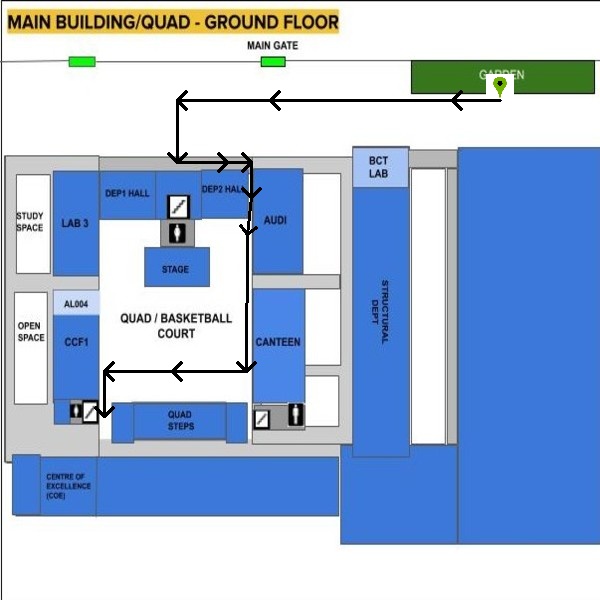 MAIN BUILDING/QUAD - GROUND FLOOR
MAIN GATE
GARDEN
BCT
LAB
DEP1 HALL
DEP2 HALL
STUDY
SPACE
LAB 3
AUDI
STAGE
STRUCTURAL
DEPT
AL004
QUAD / BASKETBALL
COURT
OPEN
SPACE
CCF1
CANTEEN
QUAD
STEPS
CENTRE OF
EXCELLENCE
(COE)